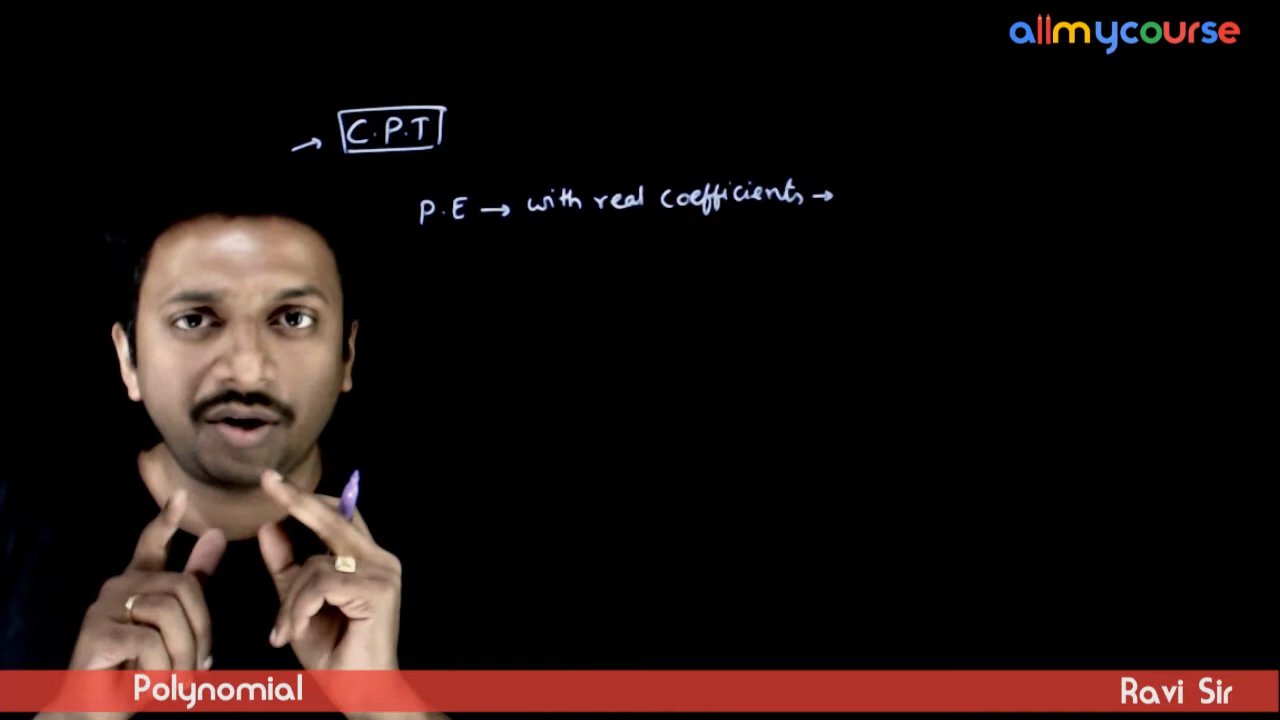 allmycourse
→ C.P.T
P.E → with real coefficients →
Polynomial
Ravi Sir